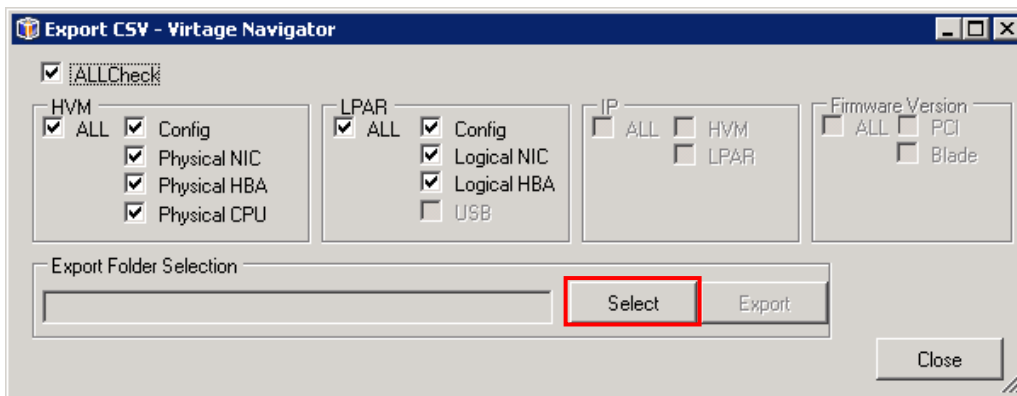 Export CSV - Virtage Navigator
ALLCheck
HVM
ALL Config
Physical NIC
Physical HBA
Physical CPU
LPAR
ALL Config
Logical NIC
Logical HBA
USB
IP
ALL HVM
LPAR
Firmware Version
ALL PCI
Blade
Export Folder Selection
Select Export
Close